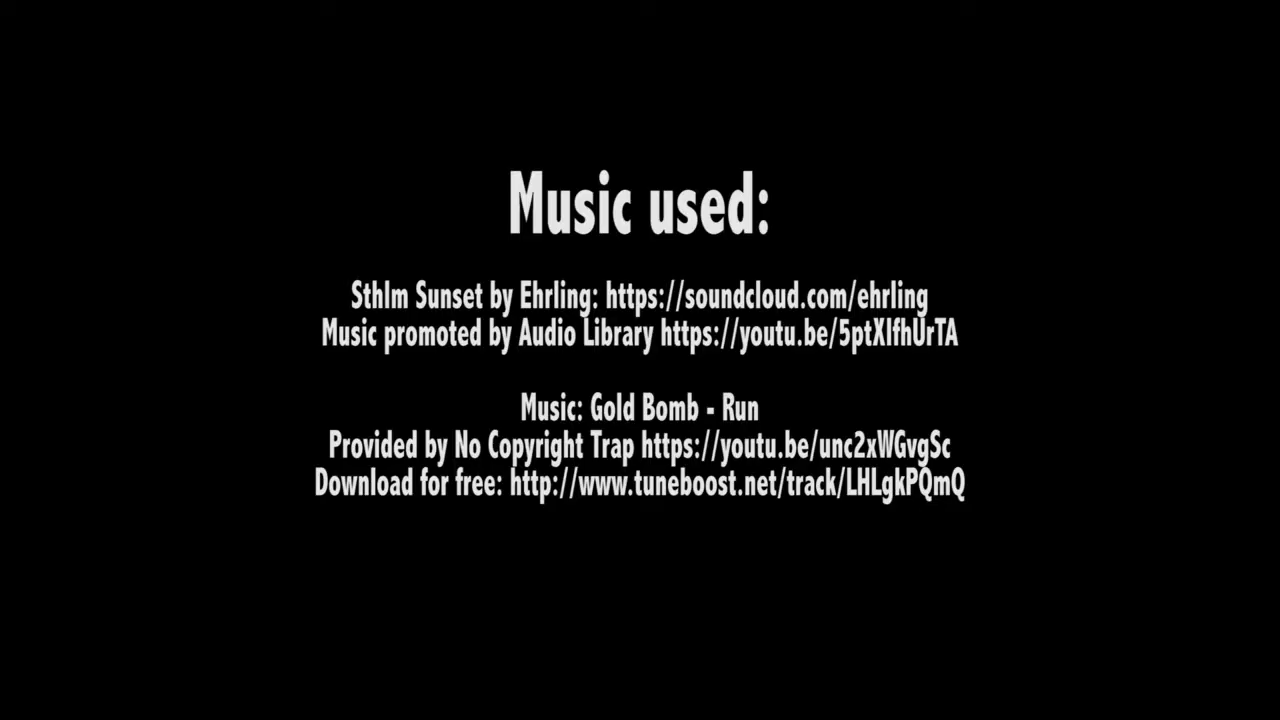 Music used:
Sthlm Sunset by Ehrling: https://soundcloud.com/ehrling
Music promoted by Audio Library https://youtu.be/5ptXIfhUrTA
Music: Gold Bomb - Run
Provided by No Copyright Trap https://youtu.be/unc2xWGvgSc
Download for free: http://www.tuneboost.net/track/LHLgkPQmQ